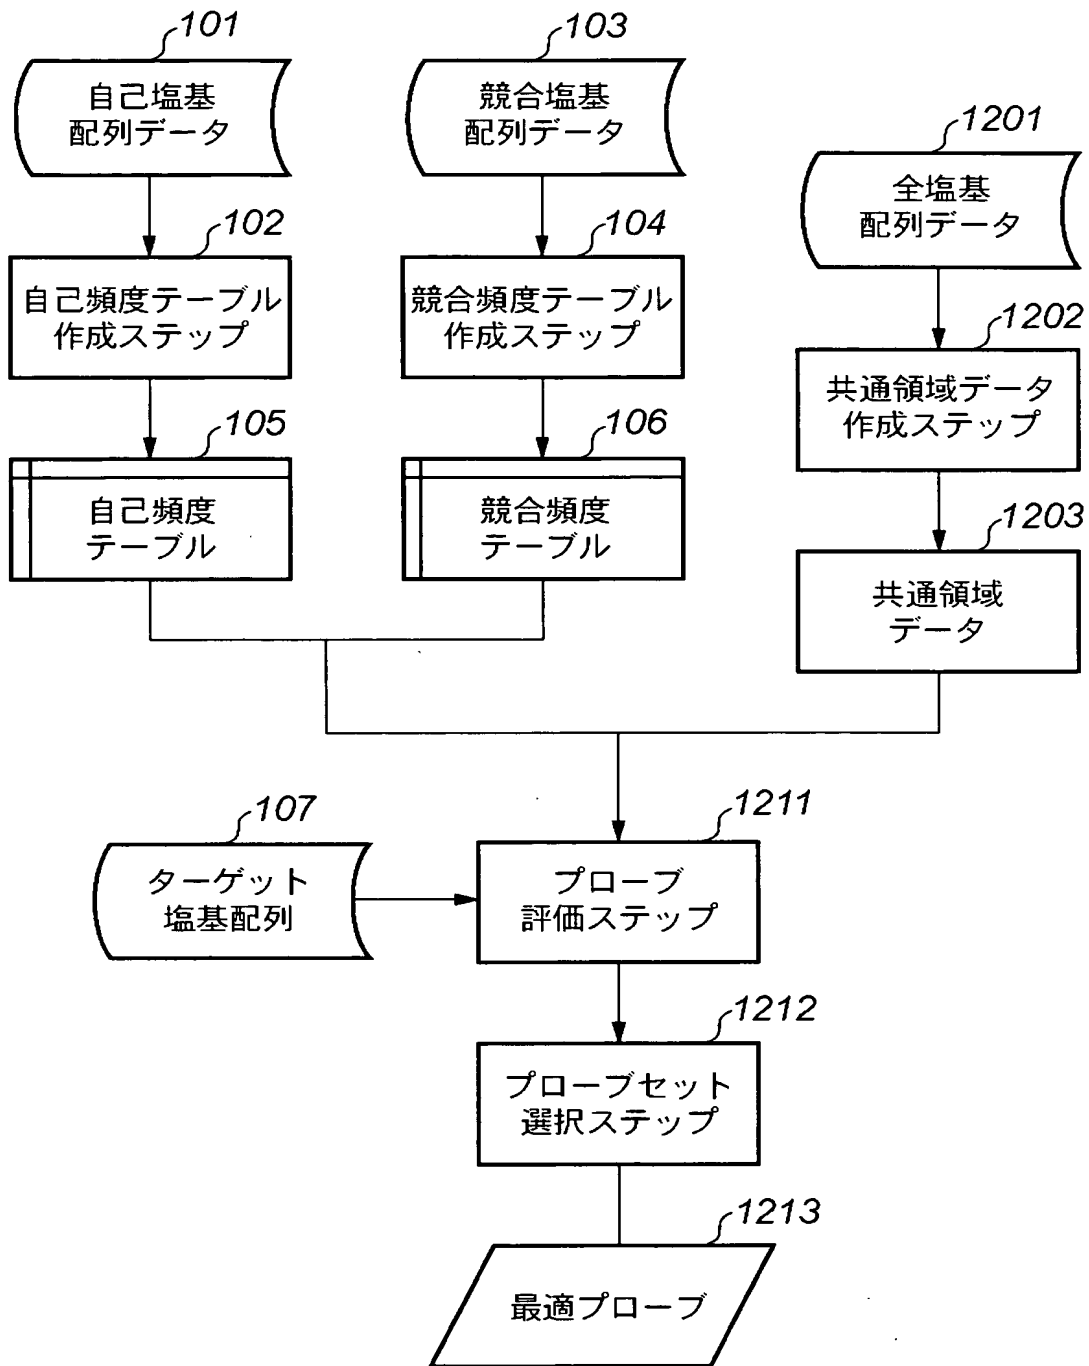 101
自己塩基
配列データ
103
競合塩基
配列データ
1201
全塩基
配列データ
102
自己頻度テーブル
作成ステップ
104
競合頻度テーブル
作成ステップ
1202
共通領域データ
作成ステップ
105
自己頻度
テーブル
106
競合頻度
テーブル
1203
共通領域
データ
107
ターゲット
塩基配列
1211
プローブ
評価ステップ
1212
プローブセット
選択ステップ
1213
最適プローブ